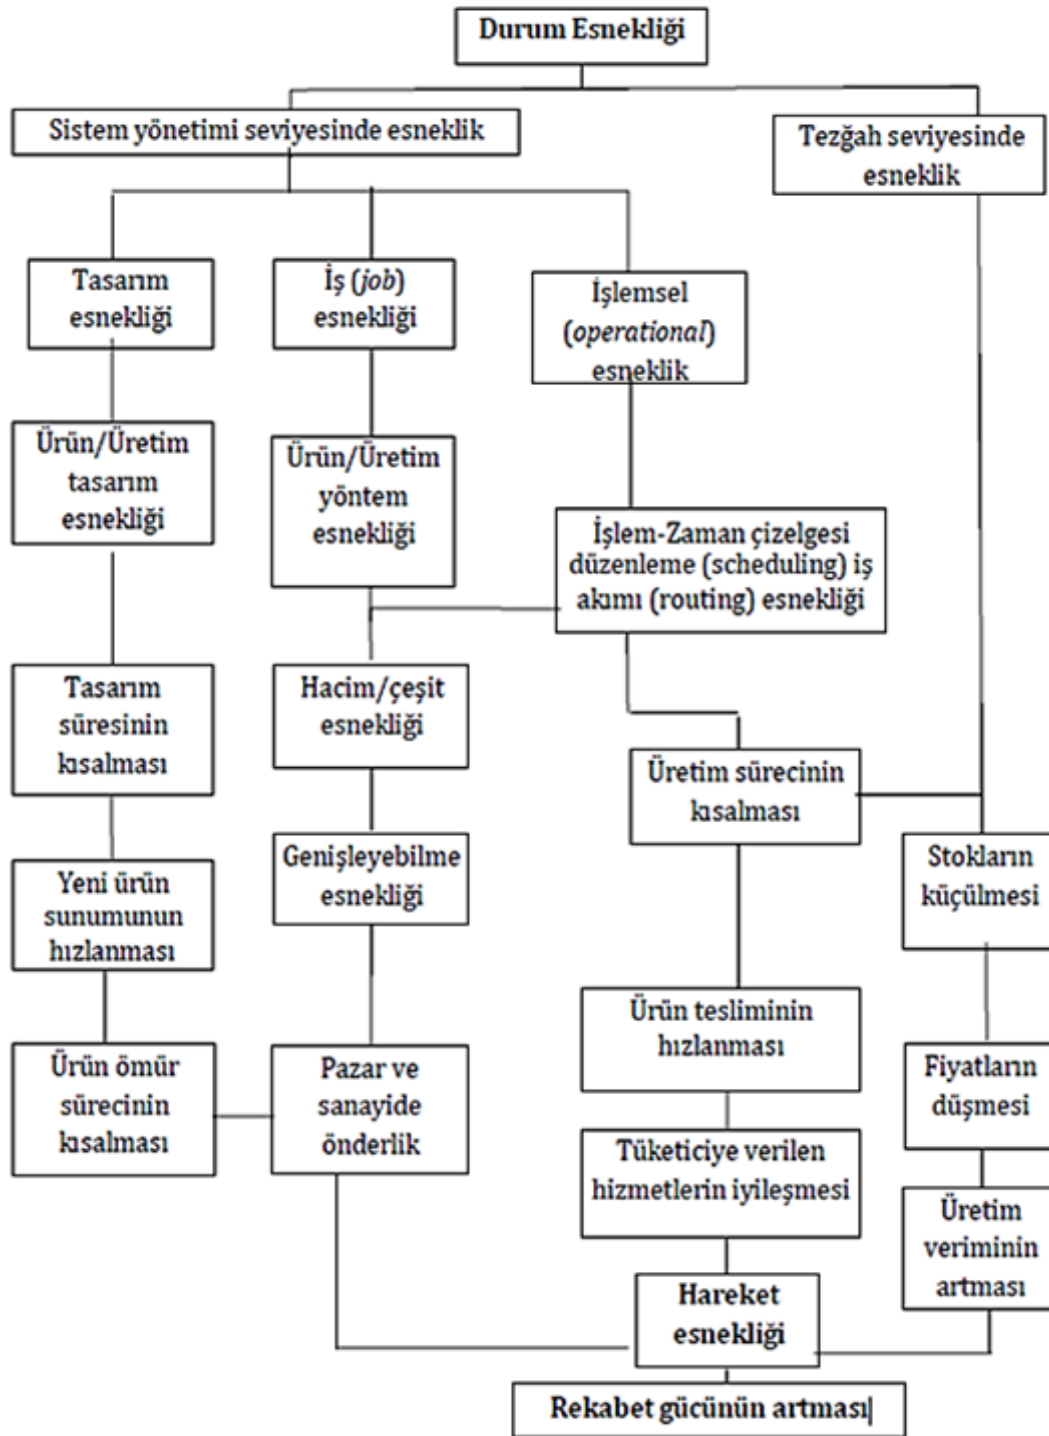 Durum Esnekliği
Sistem yönetimi seviyesinde esneklik
Tezğah seviyesinde
esneklik
Tasarım
esnekliği
İş (job)
esnekliği
İşlemsel
(operational)
esneklik
Ürün/Üretim
tasarım
esnekliği
Ürün/Üretim
yöntem
esnekliği
İşlem-Zaman çizelgesi
düzenleme (scheduling) iş
akımı (routing) esnekliği
Tasarım
süresinin
kısalması
Hacim/çeşit
esnekliği
Üretim sürecinin
kısalması
Yeni ürün
sunumunun
hızlanması
Genişleyebilme
esnekliği
Stokların
küçülmesi
Ürün tesliminin
hızlanması
Ürün ömür
sürecinin
kısalması
Pazar ve
sanayide
önderlik
Fiyatların
düşmesi
Tüketiciye verilen
hizmetlerin iyileşmesi
Üretim
veriminin
artması
Hareket
esnekliği
Rekabet gücünün artması